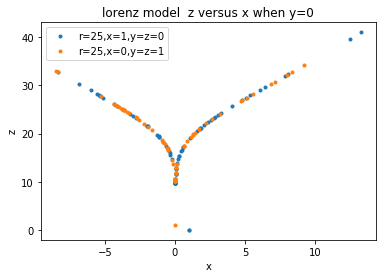 lorenz model  z versus x when y=0
r=25,x=1,y=z=0
r=25,x=0,y=z=1
40
30
20
10
0
z
−5
0
5
10
x